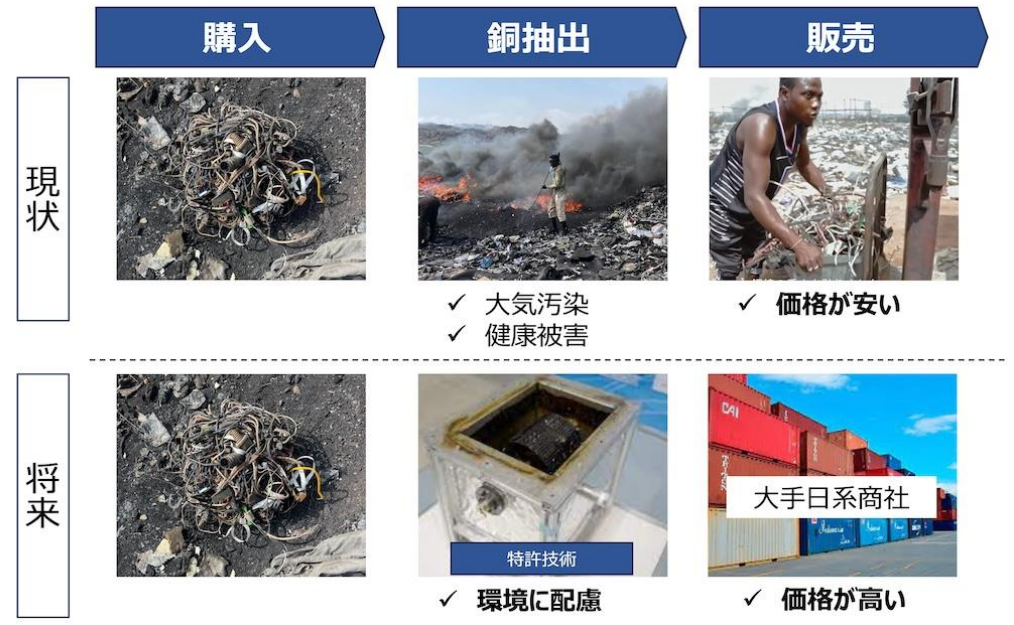 購入
銅抽出
販売
現状
✓ 大気汚染
✓ 健康被害
✓ 価格が安い
将来
CAI
大手日系商社
特許技術
✓ 環境に配慮
✓ 価格が高い